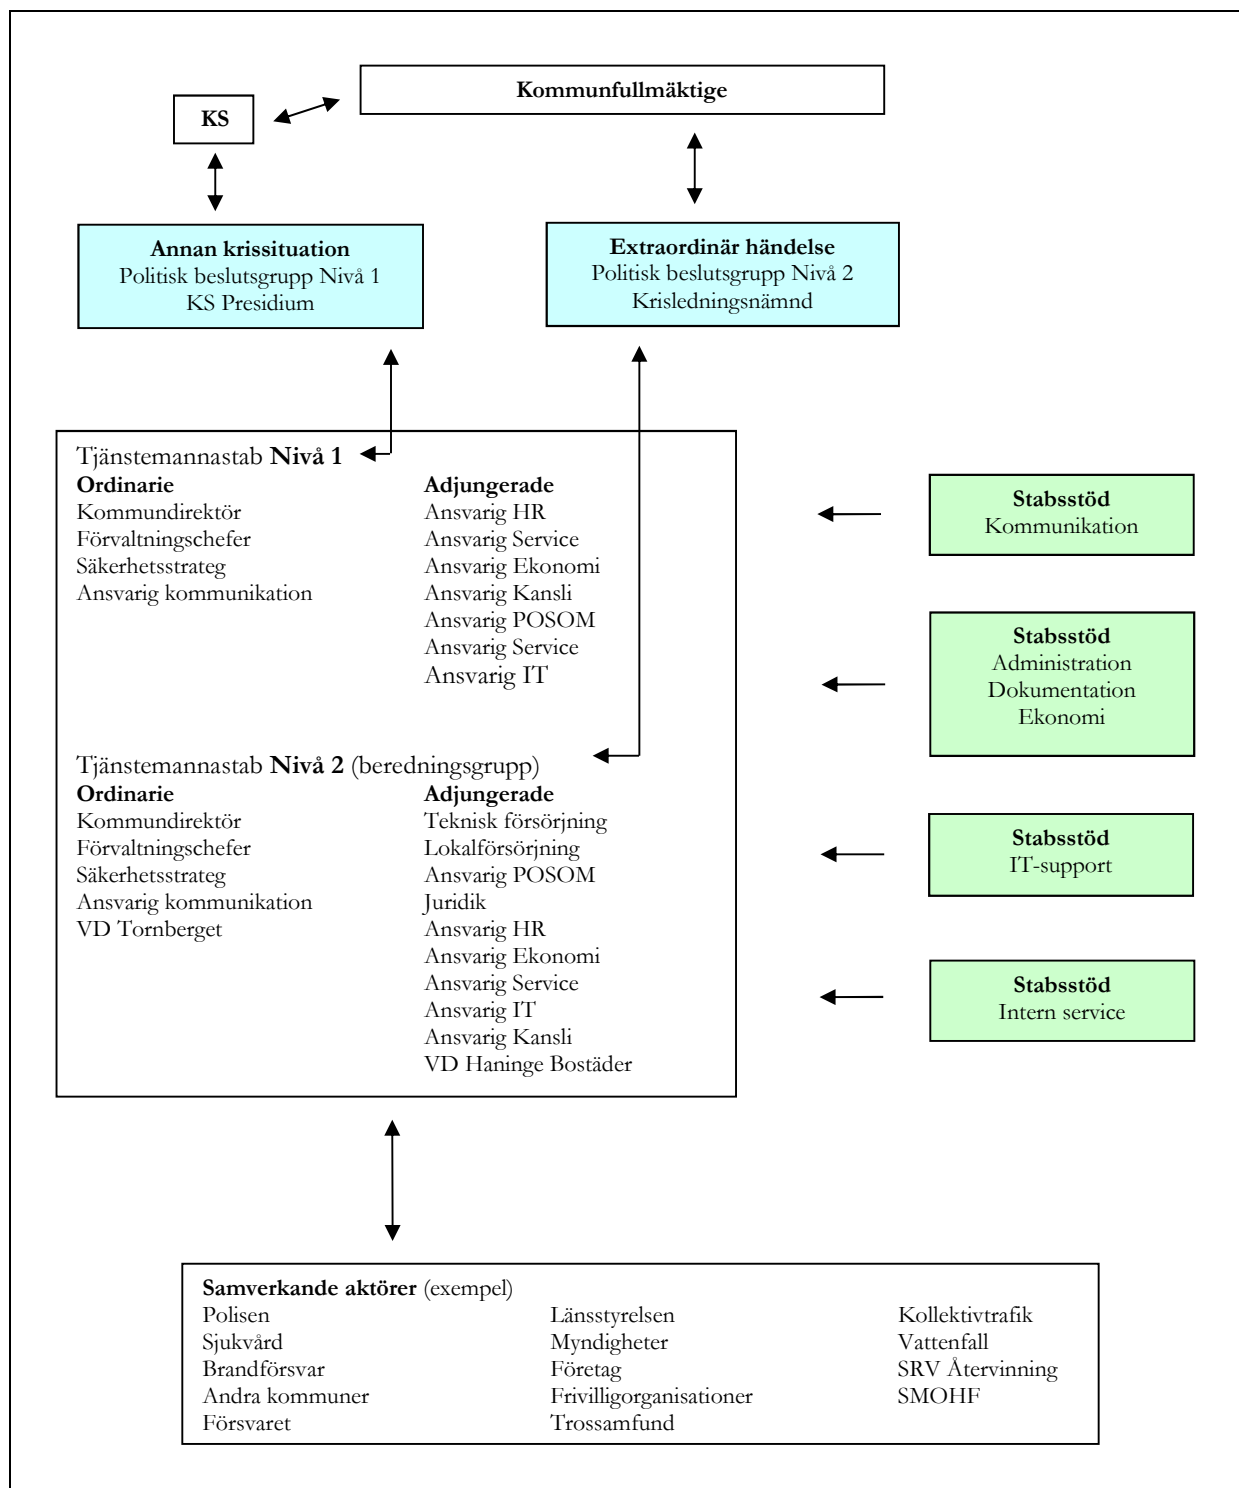 Kommunfullmäktige
KS
Annan krissituation
Politisk beslutsgrupp Nivå 1
KS Presidium
Extraordinär händelse
Politisk beslutsgrupp Nivå 2
Krisledningsnämnd
Tjänstemannastab Nivå 1
Ordinarie
Kommundirektör
Förvaltningschefer
Säkerhetsstrateg
Ansvarig kommunikation
Adjungerade
Ansvarig HR
Ansvarig Service
Ansvarig Ekonomi
Ansvarig Kansli
Ansvarig POSOM
Ansvarig Service
Ansvarig IT
Tjänstemannastab Nivå 2 (beredningsgrupp)
Ordinarie
Kommundirektör
Förvaltningschefer
Säkerhetsstrateg
Ansvarig kommunikation
VD Tornberget
Adjungerade
Teknisk försörjning
Lokalförsörjning
Ansvarig POSOM
Juridik
Ansvarig HR
Ansvarig Ekonomi
Ansvarig Service
Ansvarig IT
Ansvarig Kansli
VD Haninge Bostäder
Stabsstöd
Kommunikation
Stabsstöd
Administration
Dokumentation
Ekonomi
Stabsstöd
IT-support
Stabsstöd
Intern service
Samverkande aktörer (exempel)
Polisen
Sjukvård
Brandförsvar
Andra kommuner
Försvaret
Länsstyrelsen
Myndigheter
Företag
Frivilligorganisationer
Trossamfund
Kollektivtrafik
Vattenfall
SRV Återvinning
SMOHF